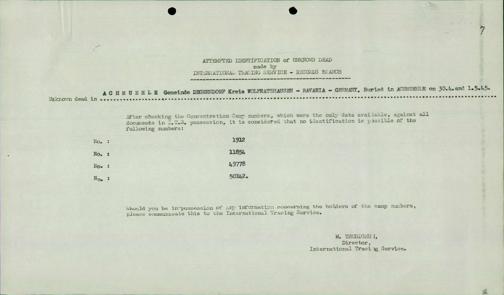 7
ATTEMPTED IDENTIFICATION of UNKNOWN DEAD
made by
INTERNATIONAL TRACING SERVICE - RECORDS BRANCH
Unknown dead in ACHMUEHLE Gemeinde DEGERNDORF Kreis WOLFRATSHAUSEN - BAVARIA - GERMANY. Buried in ACHMUEHLE on 30.4.and 1.5.45.
After checking the Concentration Camp numbers, which were the only data available, against all
documents in I.T.S. possession, it is considered that no identification is possible of the
following numbers:
No. : 1912
No. : 11894
No. : 49778
No. : 50142.
Should you be in possession of any information concerning the holders of the camp numbers,
please communicate this to the International Tracing Service.
M.
Director,
International Tracing Service.